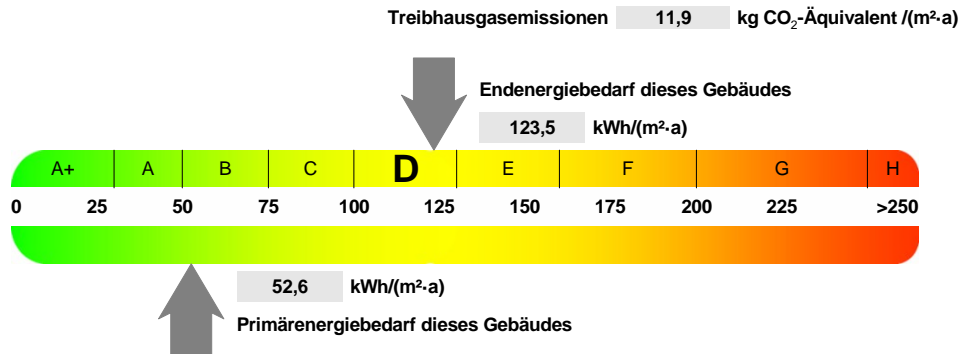 Treibhausgasemissionen 11,9 kg CO₂-Äquivalent /(m²·a)
Endenergiebedarf dieses Gebäudes
123,5 kWh/(m²·a)
A+ A B C D E F G H
0 25 50 75 100 125 150 175 200 225 >250
52,6 kWh/(m²·a)
Primärenergiebedarf dieses Gebäudes